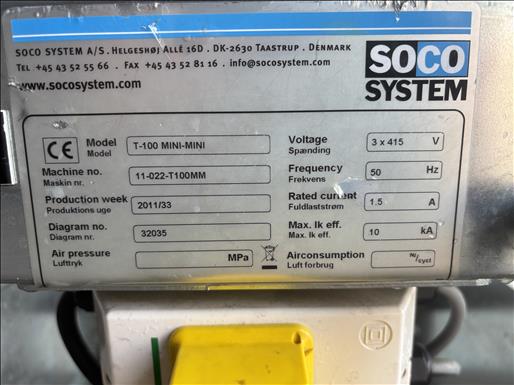 SOCO SYSTEM A/S . HELGESHØJ ALLÉ 16D . DK-2630 TAASTRUP . DENMARK
TEL +45 43 52 55 66 . FAX +45 43 52 81 16 . info@socosystem.com
www.socosystem.com
SOCO
SYSTEM
CE
Model
Model
T-100 MINI-MINI
Machine no.
Maskin nr.
11-022-T100MM
Production week
Produktions uge
2011/33
Diagram no.
Diagram nr.
32035
Air pressure
Lufttryk
MPa
Voltage
Spænding
3 x 415 V
Frequency
Frekvens
50 Hz
Rated current
Fuldlaststrøm
1.5 A
Max. Ik eff.
Max. Ik eff.
10 kA
Airconsumption
Luft forbrug
Nl/cycl